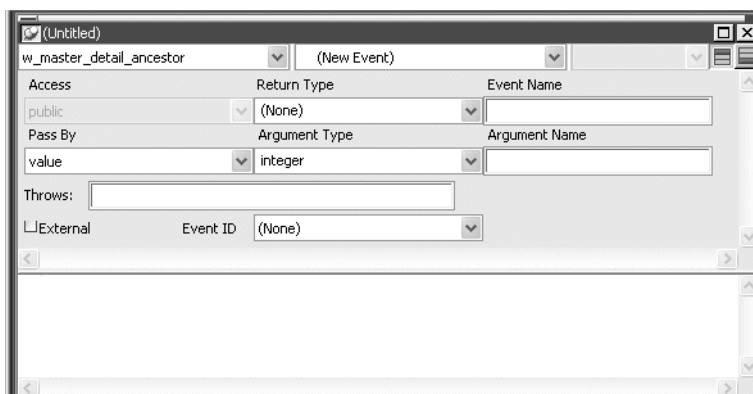 (Untitled)
w_master_detail_ancestor (New Event)
Access Return Type Event Name
public (None)
Pass By Argument Type Argument Name
value integer
Throws:
External Event ID (None)